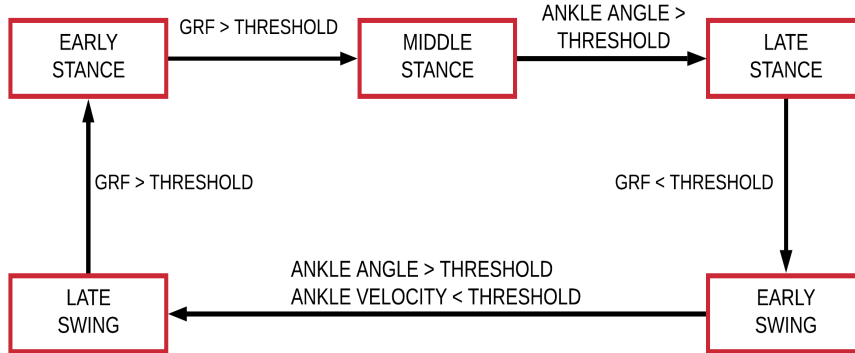 EARLY
STANCE
GRF > THRESHOLD
MIDDLE
STANCE
ANKLE ANGLE >
THRESHOLD
LATE
STANCE
GRF > THRESHOLD
GRF < THRESHOLD
LATE
SWING
ANKLE ANGLE > THRESHOLD
ANKLE VELOCITY < THRESHOLD
EARLY
SWING